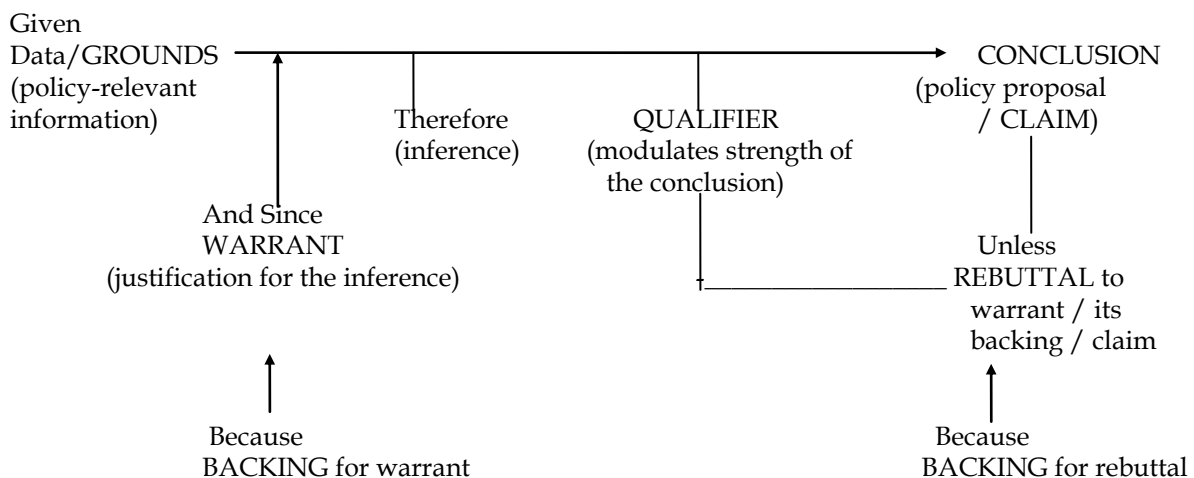 Given
Data/GROUNDS
(policy-relevant
information)
CONCLUSION
(policy proposal
/ CLAIM)
Therefore
(inference)
QUALIFIER
(modulates strength of
the conclusion)
And Since
WARRANT
(justification for the inference)
Unless
REBUTTAL to
warrant / its
backing / claim
Because
BACKING for warrant
Because
BACKING for rebuttal